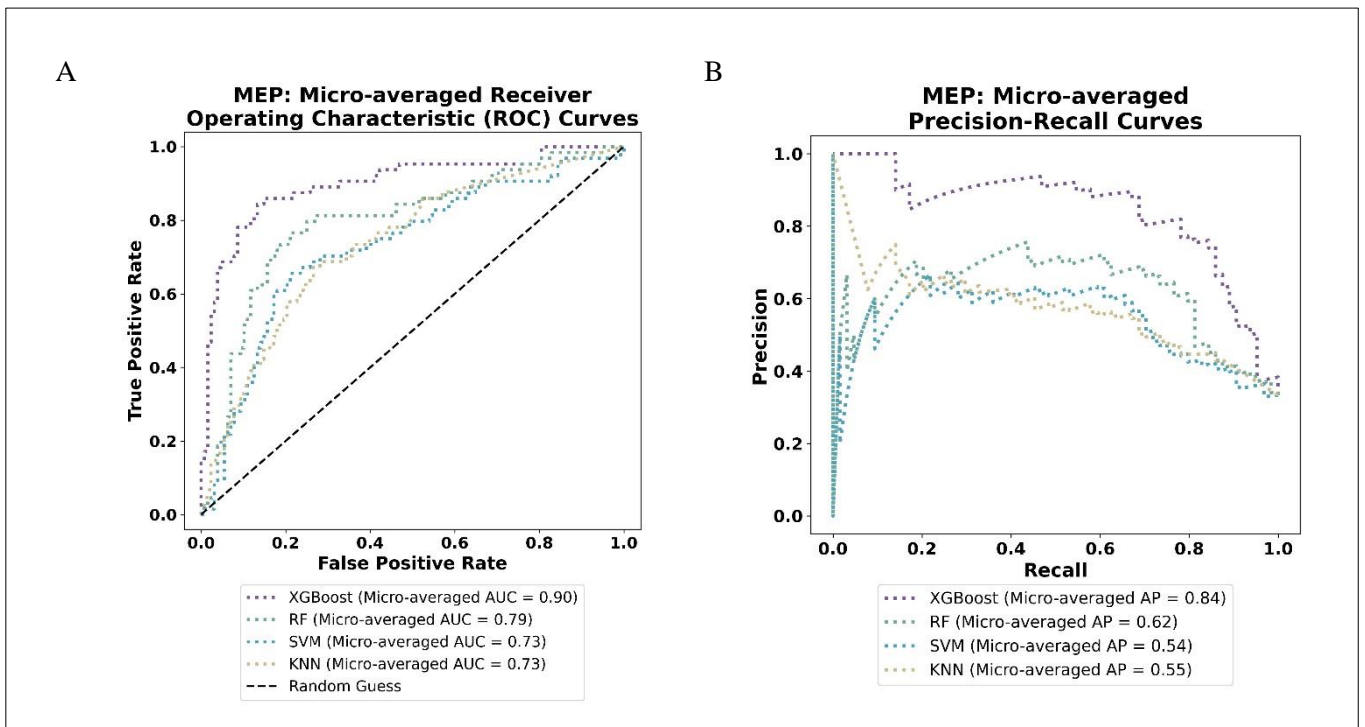 A
MEP: Micro-averaged Receiver
Operating Characteristic (ROC) Curves
True Positive Rate
1.0
0.8
0.6
0.4
0.2
0.0
0.0 0.2 0.4 0.6 0.8 1.0
False Positive Rate
XGBoost (Micro-averaged AUC = 0.90)
RF (Micro-averaged AUC = 0.79)
SVM (Micro-averaged AUC = 0.73)
KNN (Micro-averaged AUC = 0.73)
Random Guess
B
MEP: Micro-averaged
Precision-Recall Curves
Precision
1.0
0.8
0.6
0.4
0.2
0.0
0.0 0.2 0.4 0.6 0.8 1.0
Recall
XGBoost (Micro-averaged AP = 0.84)
RF (Micro-averaged AP = 0.62)
SVM (Micro-averaged AP = 0.54)
KNN (Micro-averaged AP = 0.55)